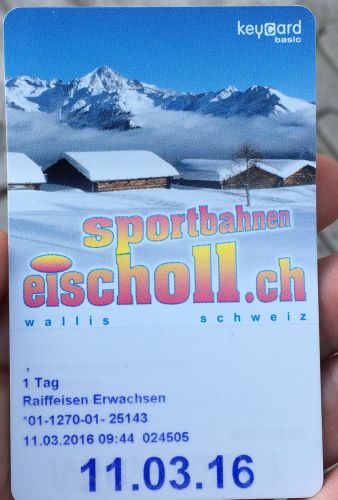 keycard
basic
sportbahnen
eischoll.ch
wallis schweiz
1 Tag
Raiffeisen Erwachsen
*01-1270-01- 25143
11.03.2016 09:44 024505
11.03.16